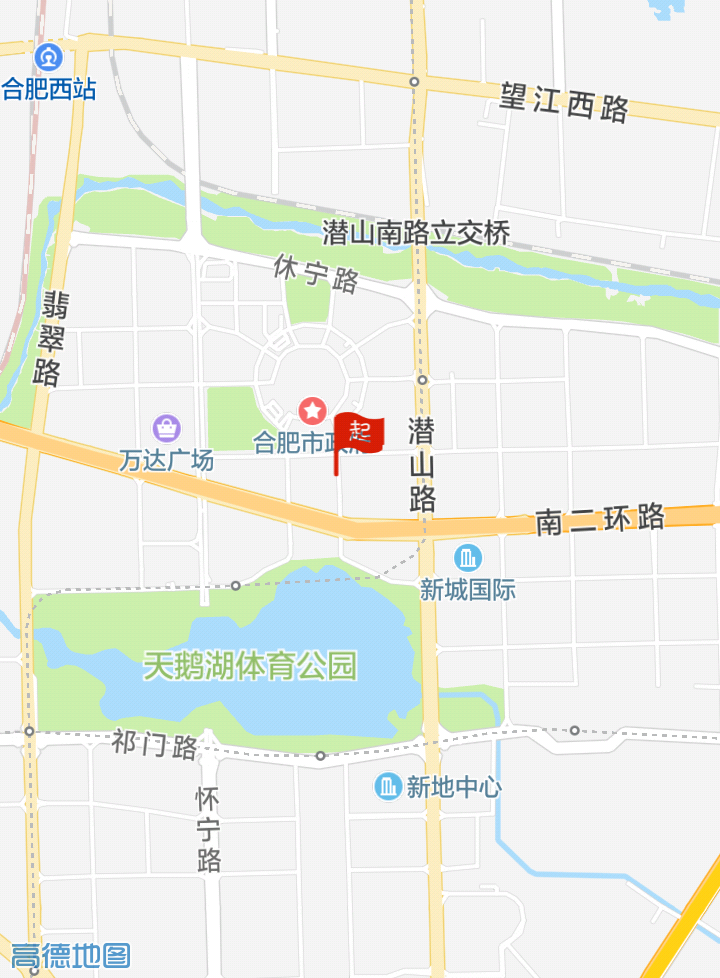 望江西路
合肥西站
潜山南路立交桥
休宁路
翡翠路
起
潜山路
合肥市政府
万达广场
南二环路
新城国际
天鹅湖体育公园
祁门路
新地中心
怀宁路
高德地图